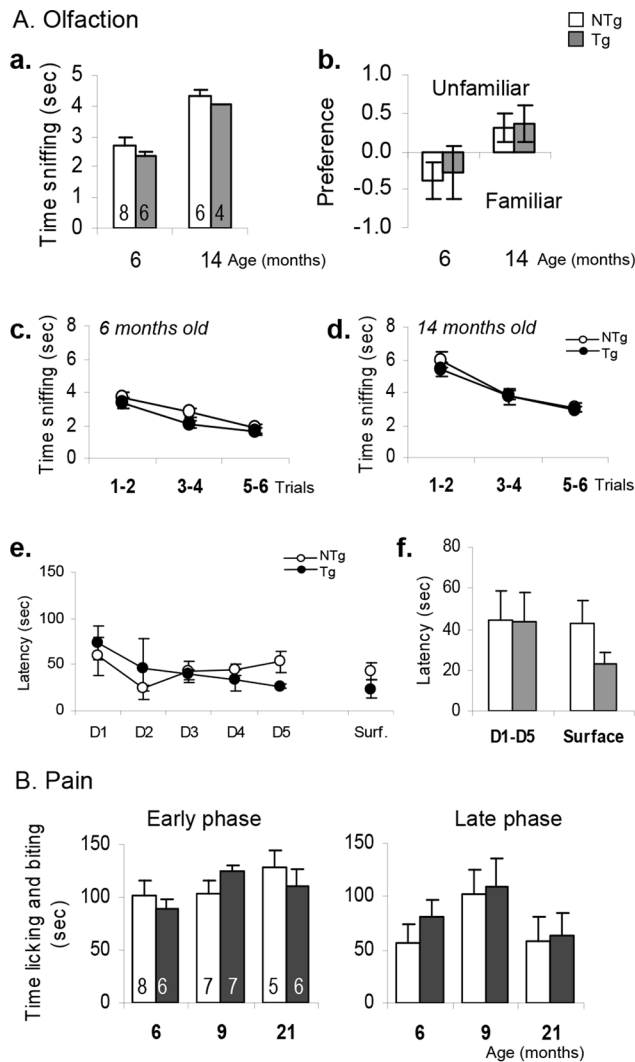 A. Olfaction
NTg
Tg
a.
b.
Time sniffing (sec)
5
4
3
2
1
0
8
6
6
4
6
14 Age (months)
Preference
1.0
0.5
0.0
-0.5
-1.0
Unfamiliar
Familiar
6
14 Age (months)
c.
d.
Time sniffing (sec)
8
6
4
2
0
6 months old
1-2
3-4
5-6 Trials
Time sniffing (sec)
8
6
4
2
0
14 months old
NTg
Tg
1-2
3-4
5-6 Trials
e.
f.
Latency (sec)
150
100
50
0
NTg
Tg
D1
D2
D3
D4
D5
Surf.
Latency (sec)
80
60
40
20
0
D1-D5
Surface
B. Pain
Early phase
Late phase
Time licking and biting
(sec)
150
100
50
0
8
6
7
7
5
6
6
9
21
150
100
50
0
6
9
21
Age (months)